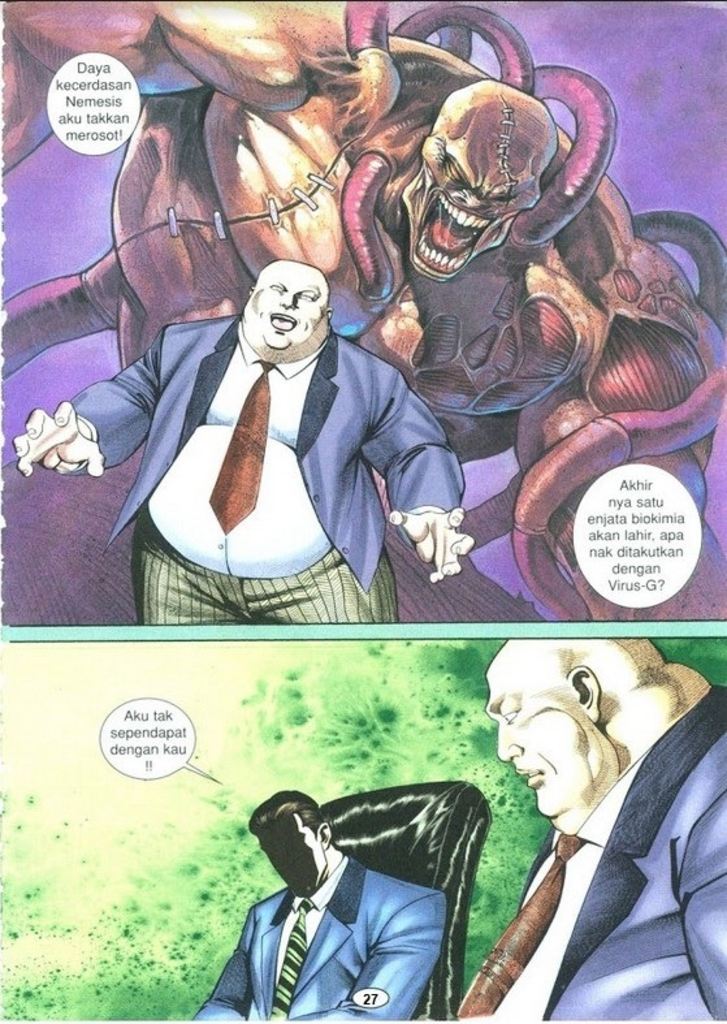 Daya
kecerdasan
Nemesis
aku takkan
merosot!
Akhir
nya satu
enjata biokimia
akan lahir, apa
nak ditakutkan
dengan
Virus-G?
Aku tak
sependapat
dengan kau
!!
27